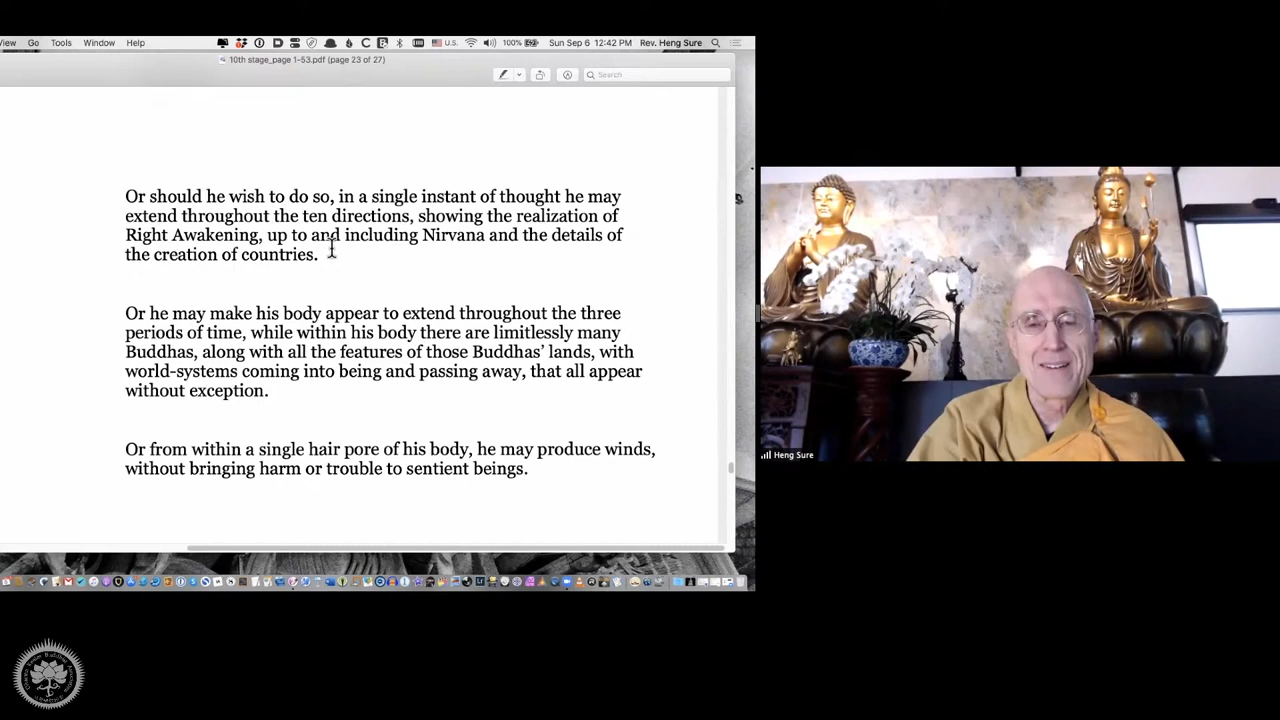 View Go Tools Window Help U.S. 100% Sun Sep 6 12:42 PM Rev. Heng Sure
10th stage_page 1-53.pdf (page 23 of 27)
Search
Or should he wish to do so, in a single instant of thought he may
extend throughout the ten directions, showing the realization of
Right Awakening, up to and including Nirvana and the details of
the creation of countries.
Or he may make his body appear to extend throughout the three
periods of time, while within his body there are limitlessly many
Buddhas, along with all the features of those Buddhas’ lands, with
world-systems coming into being and passing away, that all appear
without exception.
Or from within a single hair pore of his body, he may produce winds,
without bringing harm or trouble to sentient beings.
Heng Sure